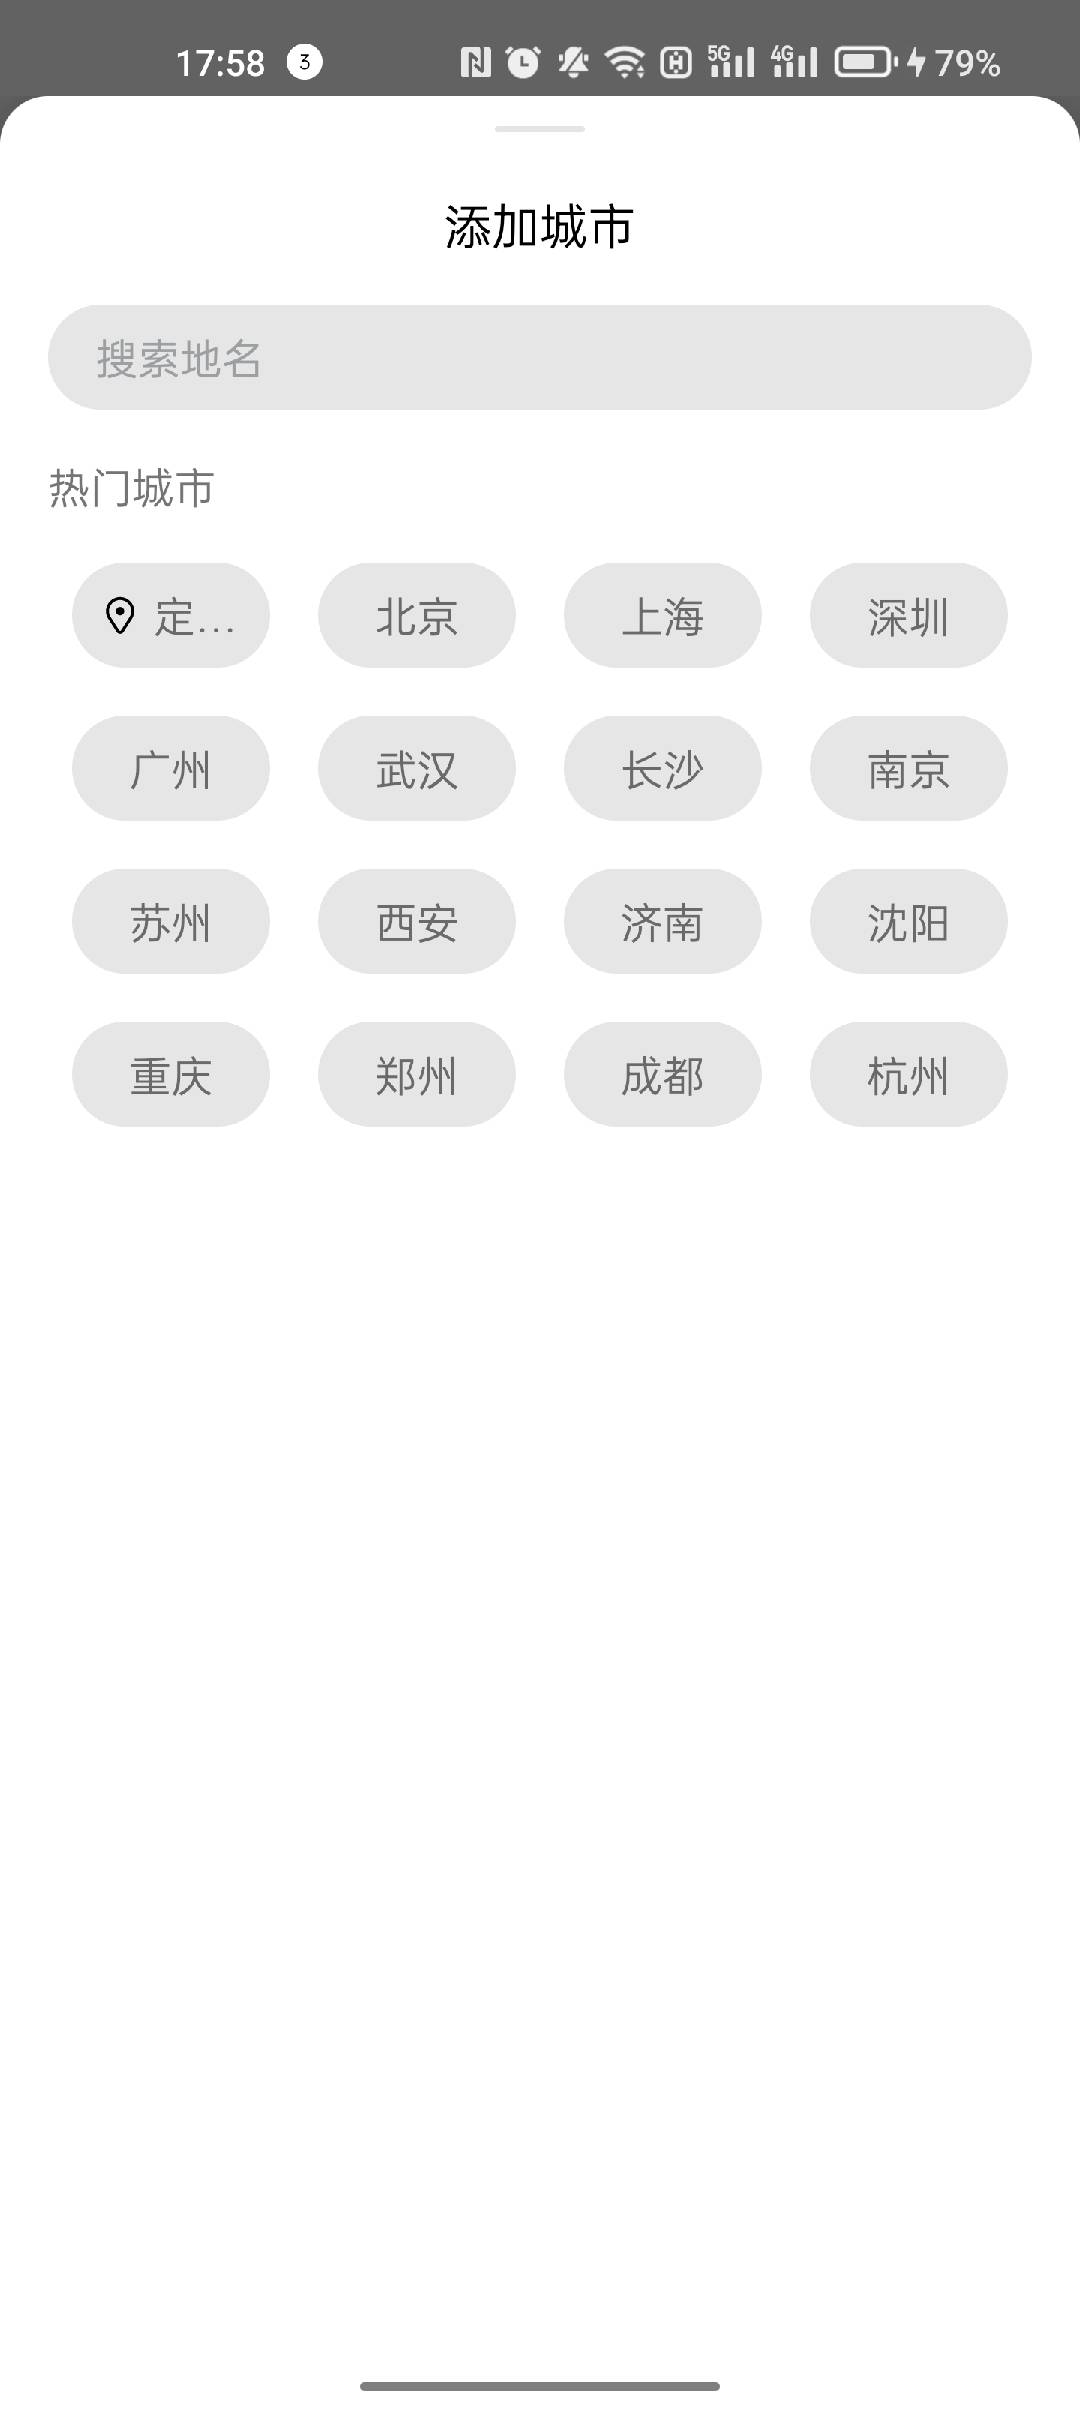 17:58 3 5G 4G 79%
添加城市
搜索地名
热门城市
定... 北京 上海 深圳
广州 武汉 长沙 南京
苏州 西安 济南 沈阳
重庆 郑州 成都 杭州